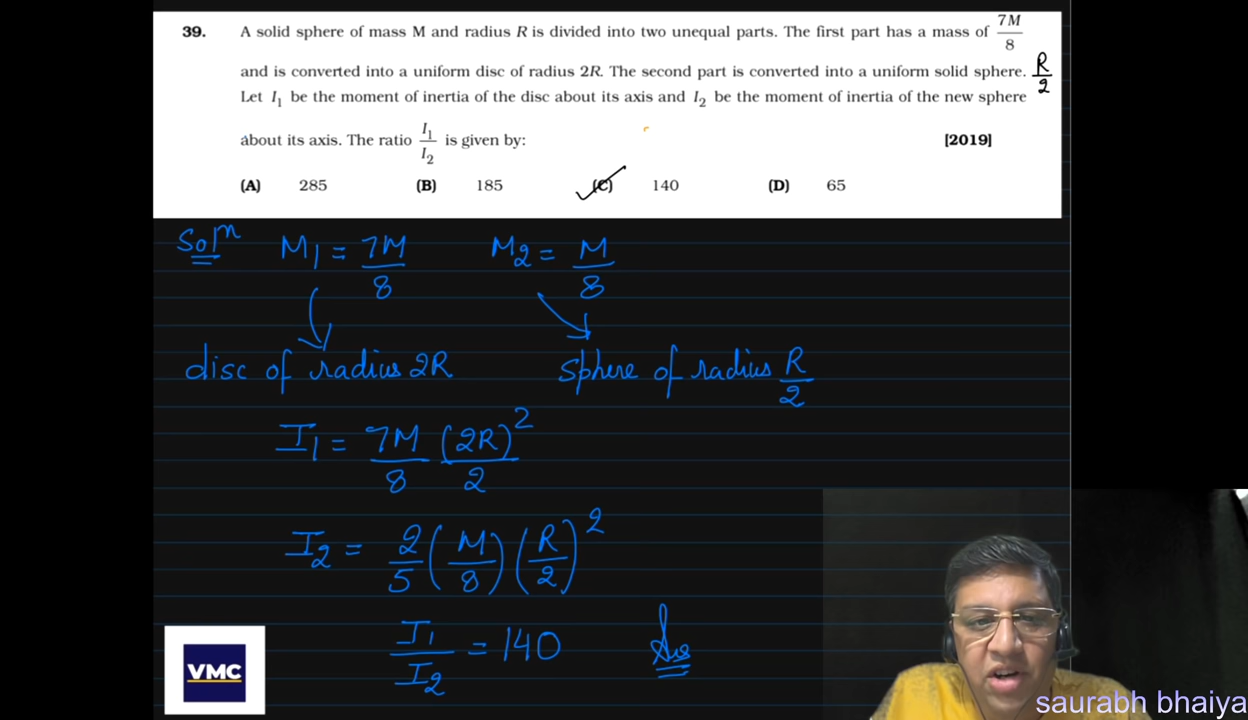 39. A solid sphere of mass M and radius R is divided into two unequal parts. The first part has a mass of 7M/8
and is converted into a uniform disc of radius 2R. The second part is converted into a uniform solid sphere. R/2
Let I₁ be the moment of inertia of the disc about its axis and I₂ be the moment of inertia of the new sphere
about its axis. The ratio I₁/I₂ is given by: [2019]
(A) 285 (B) 185 (C) 140 (D) 65
Solⁿ M₁ = 7M/8 M₂ = M/8
disc of radius 2R sphere of radius R/2
I₁ = 7M/8 (2R)²/2
I₂ = 2/5 (M/8) (R/2)²
I₁/I₂ = 140 Ans
VMC
saurabh bhaiya